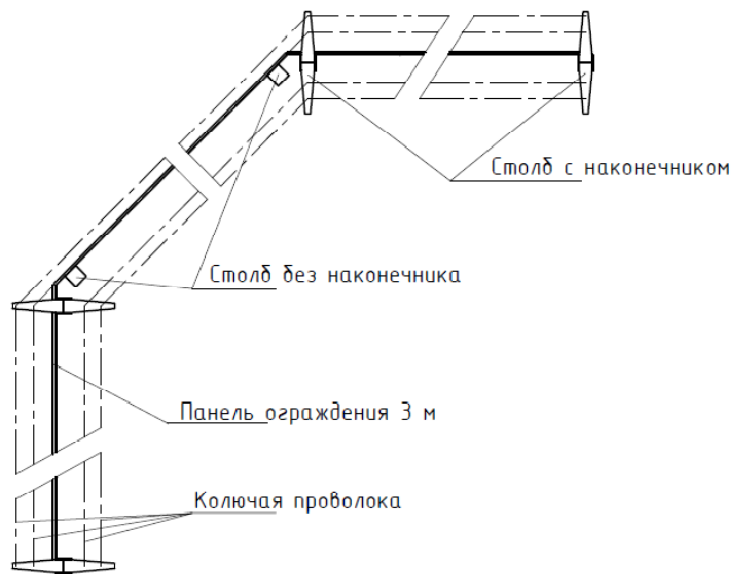 Столб с наконечником
Столб без наконечника
Панель ограждения 3 м
Колючая проволока